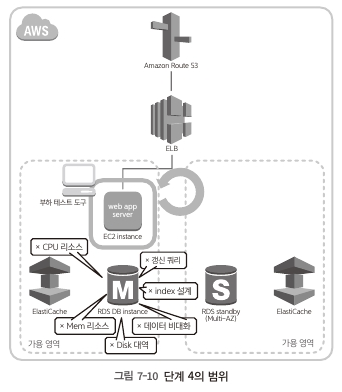 AWS
Amazon Route 53
ELB
부하 테스트 도구
web app
server
EC2 instance
× CPU 리소스
× 갱신 쿼리
M
× index 설계
S
ElastiCache
RDS DB instance
RDS standby
(Multi-AZ)
ElastiCache
× Mem 리소스
× 데이터 비대화
가용 영역
× Disk 대역
가용 영역
그림 7-10 단계 4의 범위